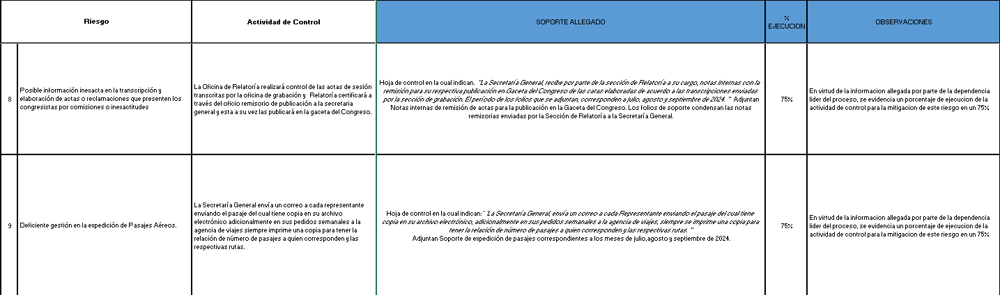 Riesgo
Actividad de Control
SOPORTE ALLEGADO
%
EJECUCION
OBSERVACIONES
8
Posible información inexacta en la transcripción y
elaboración de actas o reclamaciones que presenten los
congresistas por omisiones o inexactitudes
La Oficina de Relatoría realizará control de las actas de sesión
transcritas por la oficina de grabación y Relatoría certificará a
través del oficio remisorio de publicación a la secretaria
general y esta a su vez las publicará en la gaceta del Congreso.
Hoja de control en la cual indican. "La Secretaría General, recibe por parte de la sección de Relatoría a su cargo, notas internas con la
remisión para su respectiva publicación en Gaceta del Congreso de las catas elaboradas de acuerdo a las transcripciones enviadas
por la sección de grabación. El periodo de los folios que se adjuntan, corresponden a julio, agosto y septiembre de 2024. " Adjuntan
Notas internas de remisión de actas para la publicación en la Gaceta del Congreso. Los folios de soporte condensan las notas
remisorias enviadas por la Sección de Relatoría a la Secretaría General.
75%
En virtud de la informacion allegada por parte de la dependencia
lider del proceso, se evidencia un porcentaje de ejecucion de la
actividad de control para la mitigacion de este riesgo en un 75%
9
Deficiente gestión en la expedición de Pasajes Aéreos.
La Secretaría General envía un correo a cada representante
enviando el pasaje del cual tiene copia en su archivo
electrónico adicionalmente en sus pedidos semanales a la
agencia de viajes siempre imprime una copia para tener la
relación de número de pasajes a quien corresponden y las
respectivas rutas.
Hoja de control en la cual indican:" "La Secretaría General, envía un correo a cada Representante enviando el pasaje del cual tiene
copia en su archivo electrónico, adicionalmente en sus pedidos semanales a la agencia de viajes, siempre se imprime una copia para
tener la relación de número de pasajes a quien corresponden y las respectivas rutas. "
Adjuntan Soporte de expedición de pasajes correspondientes a los meses de julio,agosto y septiembre de 2024.
75%
En virtud de la informacion allegada por parte de la dependencia
lider del proceso, se evidencia un porcentaje de ejecucion de la
actividad de control para la mitigacion de este riesgo en un 75%